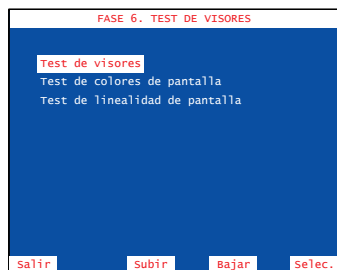 FASE 6. TEST DE VISORES
Test de visores
Test de colores de pantalla
Test de linealidad de pantalla
Salir Subir Bajar Selec.